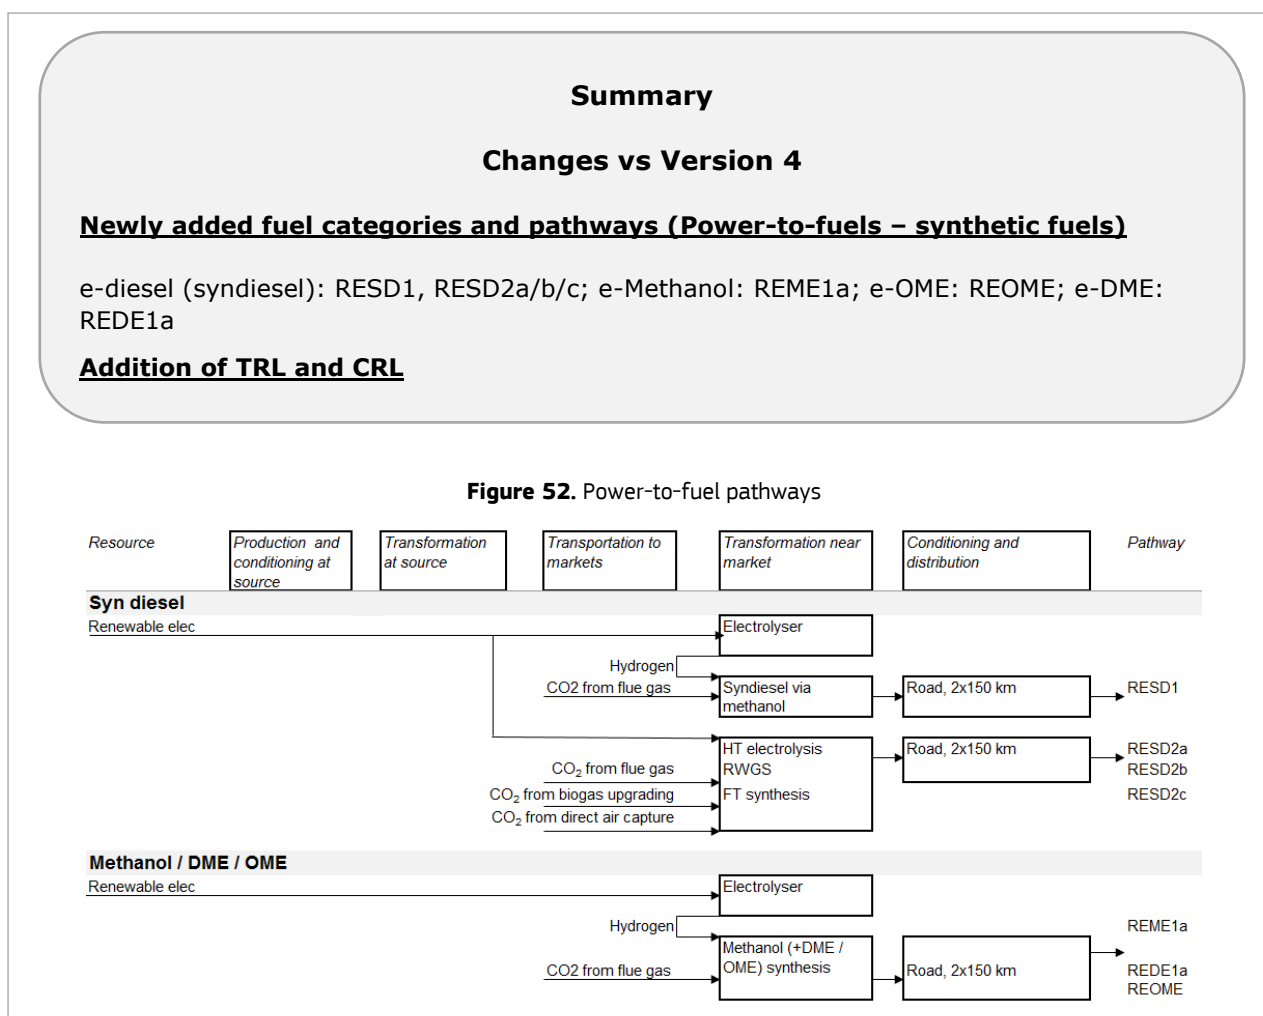 Summary
Changes vs Version 4
Newly added fuel categories and pathways (Power-to-fuels – synthetic fuels)
e-diesel (syndiesel): RESD1, RESD2a/b/c; e-Methanol: REME1a; e-OME: REOME; e-DME:
REDE1a
Addition of TRL and CRL
Figure 52. Power-to-fuel pathways
Resource
Production and
conditioning at
source
Transformation
at source
Transportation to
markets
Transformation near
market
Conditioning and
distribution
Pathway
Syn diesel
Renewable elec
Electrolyser
Hydrogen
CO2 from flue gas
Syndiesel via
methanol
Road, 2x150 km
RESD1
HT electrolysis
RWGS
FT synthesis
CO₂ from flue gas
CO₂ from biogas upgrading
CO₂ from direct air capture
Road, 2x150 km
RESD2a
RESD2b
RESD2c
Methanol / DME / OME
Renewable elec
Electrolyser
Hydrogen
CO2 from flue gas
Methanol (+DME /
OME) synthesis
Road, 2x150 km
REME1a
REDE1a
REOME